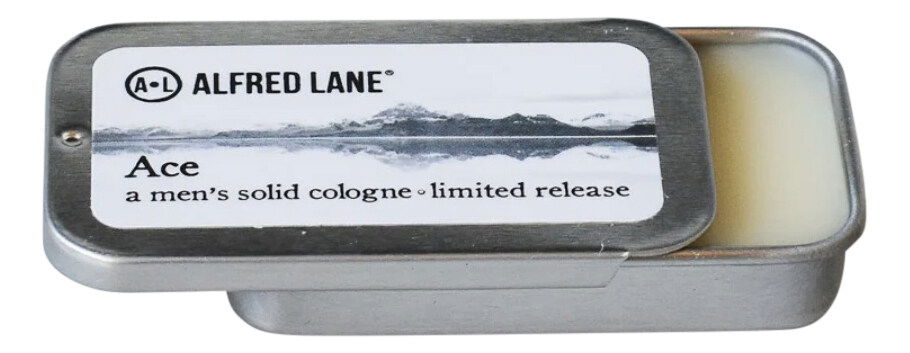 A•L ALFRED LANE®
Ace
a men's solid cologne • limited release